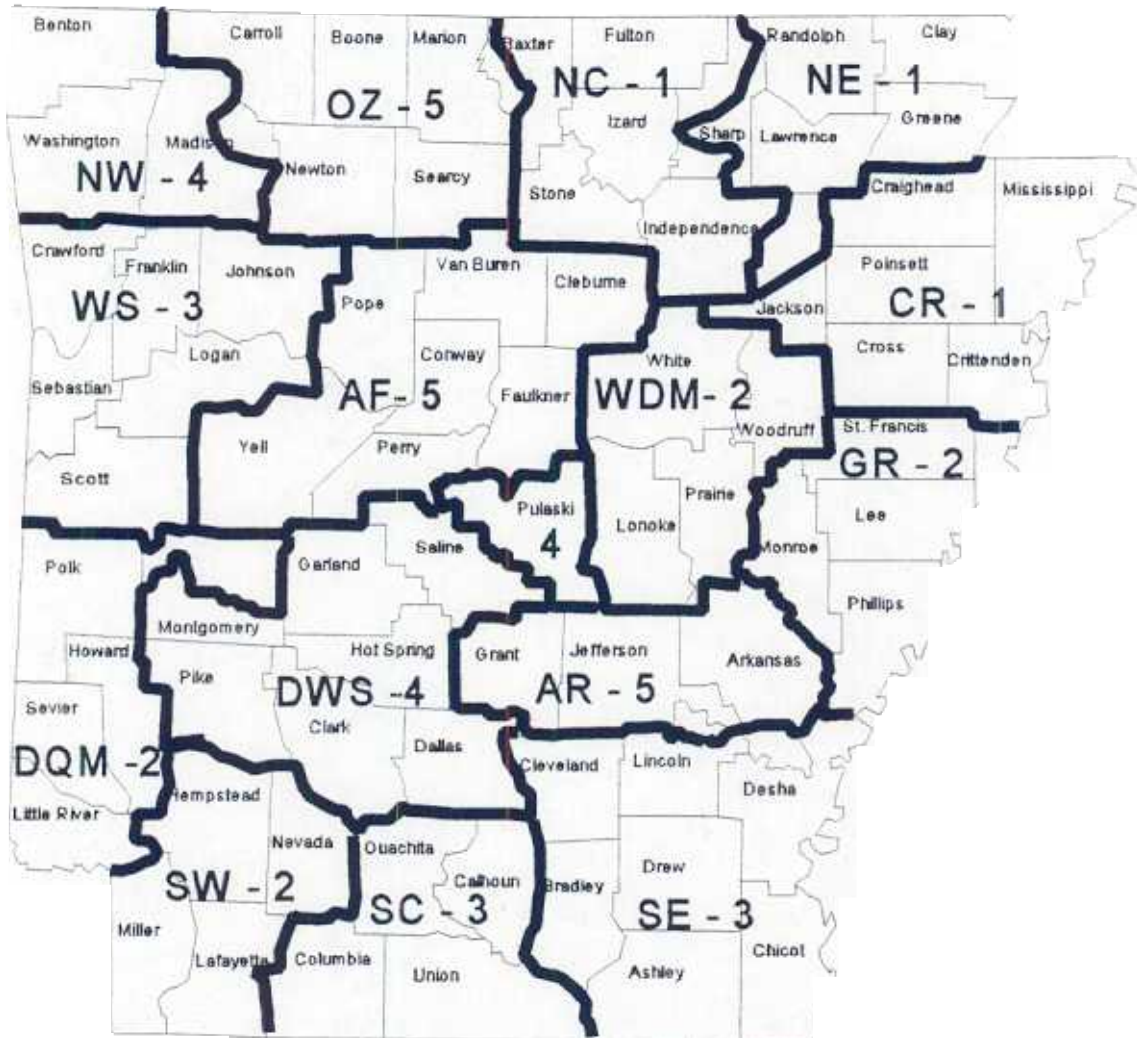 Benton
Carroll
Boone
Marion
Baxter
Fulton
Randolph
Clay
OZ - 5
NC - 1
NE - 1
Washington
Madison
Izard
Sharp
Lawrence
Greene
NW - 4
Newton
Searcy
Stone
Craighead
Mississippi
Crawford
Franklin
Johnson
Van Buren
Cleburne
Independence
Poinsett
WS - 3
Pope
Jackson
CR - 1
Logan
Conway
White
Cross
Crittenden
Sebastian
AF - 5
Faulkner
WDM - 2
Yell
Perry
Woodruff
St. Francis
GR - 2
Scott
Pulaski
4
Prairie
Lonoke
Lee
Saline
Garland
Monroe
Polk
Phillips
Montgomery
Howard
Hot Spring
Grant
Jefferson
Arkansas
Pike
DWS -4
AR - 5
Sevier
Clark
Dallas
Cleveland
Lincoln
DQM -2
Hempstead
Desha
Little River
Nevada
Ouachita
Calhoun
Bradley
Drew
SW - 2
SC - 3
SE - 3
Miller
Lafayette
Columbia
Union
Ashley
Chicot